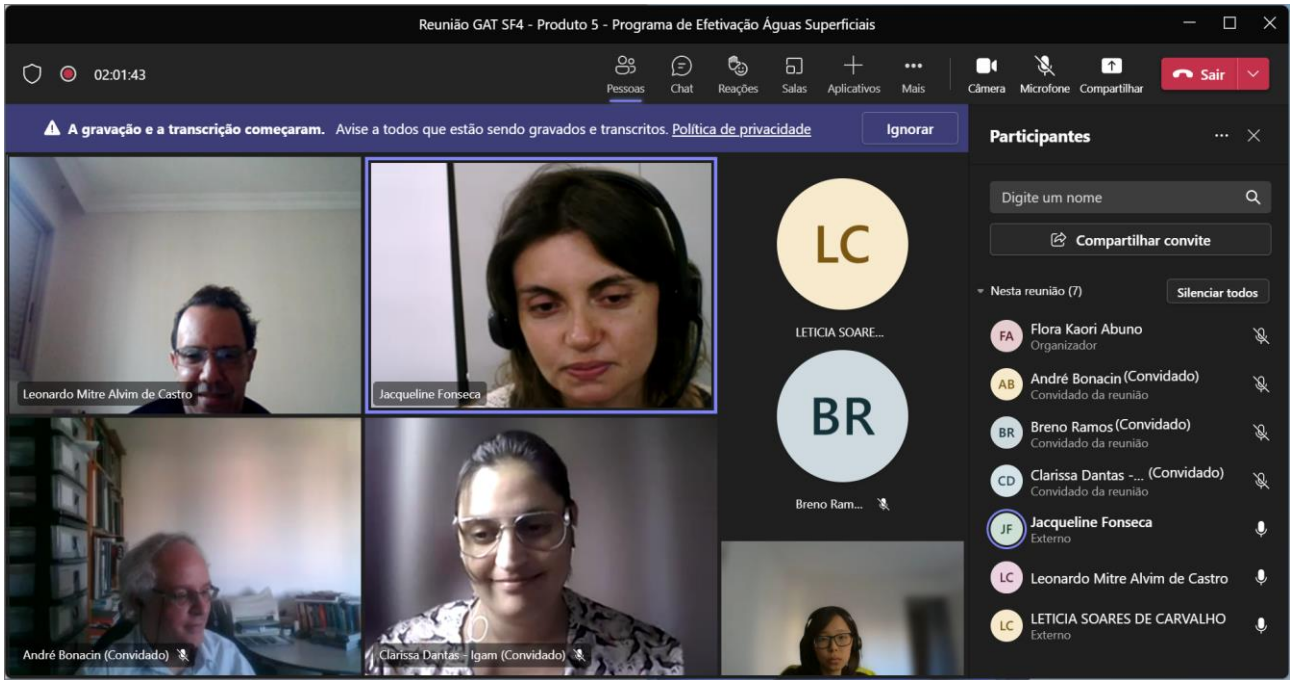 Reunião GAT SF4 - Produto 5 - Programa de Efetivação Águas Superficiais
02:01:43
Pessoas Chat Reações Salas Aplicativos Mais Câmera Microfone Compartilhar Sair
A gravação e a transcrição começaram. Avise a todos que estão sendo gravados e transcritos. Política de privacidade Ignorar
Leonardo Mitre Alvim de Castro
Jacqueline Fonseca
LC
LETICIA SOARE...
BR
Breno Ram...
André Bonacin (Convidado)
Clarissa Dantas - Igam (Convidado)
Participantes
Digite um nome
Compartilhar convite
Nesta reunião (7) Silenciar todos
FA Flora Kaori Abuno
Organizador
AB André Bonacin (Convidado)
Convidado da reunião
BR Breno Ramos (Convidado)
Convidado da reunião
CD Clarissa Dantas -... (Convidado)
Convidado da reunião
JF Jacqueline Fonseca
Externo
LC Leonardo Mitre Alvim de Castro
LC LETICIA SOARES DE CARVALHO
Externo